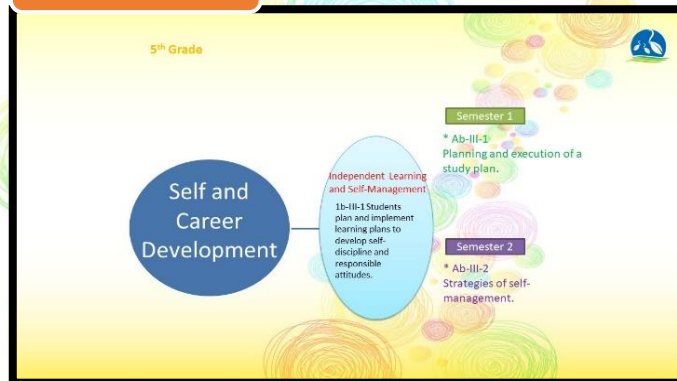 5th Grade
Self and
Career
Development
Independent Learning
and Self-Management
1b-III-1 Students
plan and implement
learning plans to
develop self-
discipline and
responsible
attitudes.
Semester 1
* Ab-III-1
Planning and execution of a
study plan.
Semester 2
* Ab-III-2
Strategies of self-
management.